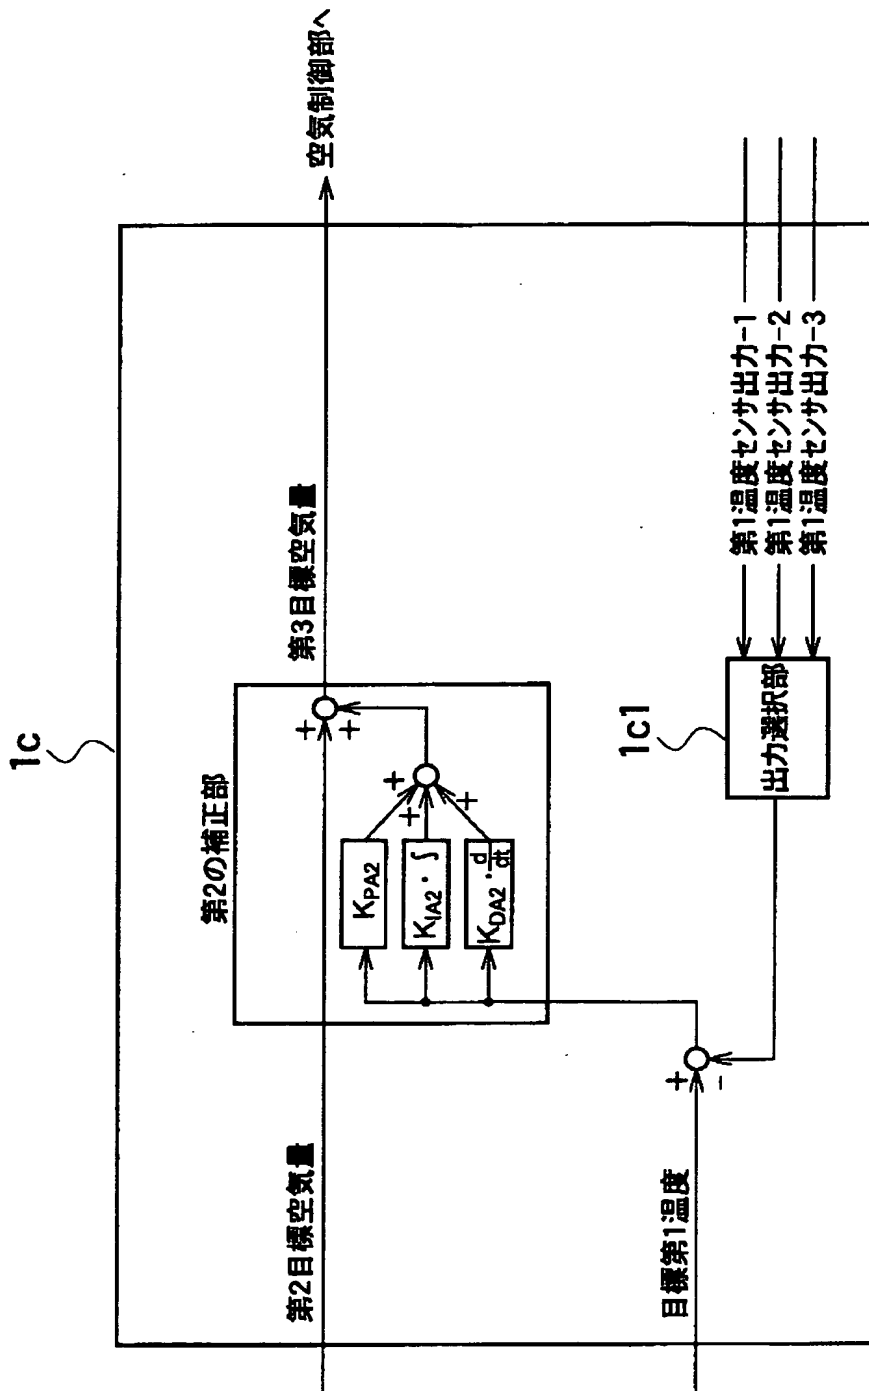 1c
第2の補正部
第2目標空気量
第3目標空気量
空気制御部へ
+
+
KPA2
KIA2・∫
KDA2・d/dt
+
+
+
目標第1温度
+
-
1c1
出力選択部
第1温度センサ出力-1
第1温度センサ出力-2
第1温度センサ出力-3